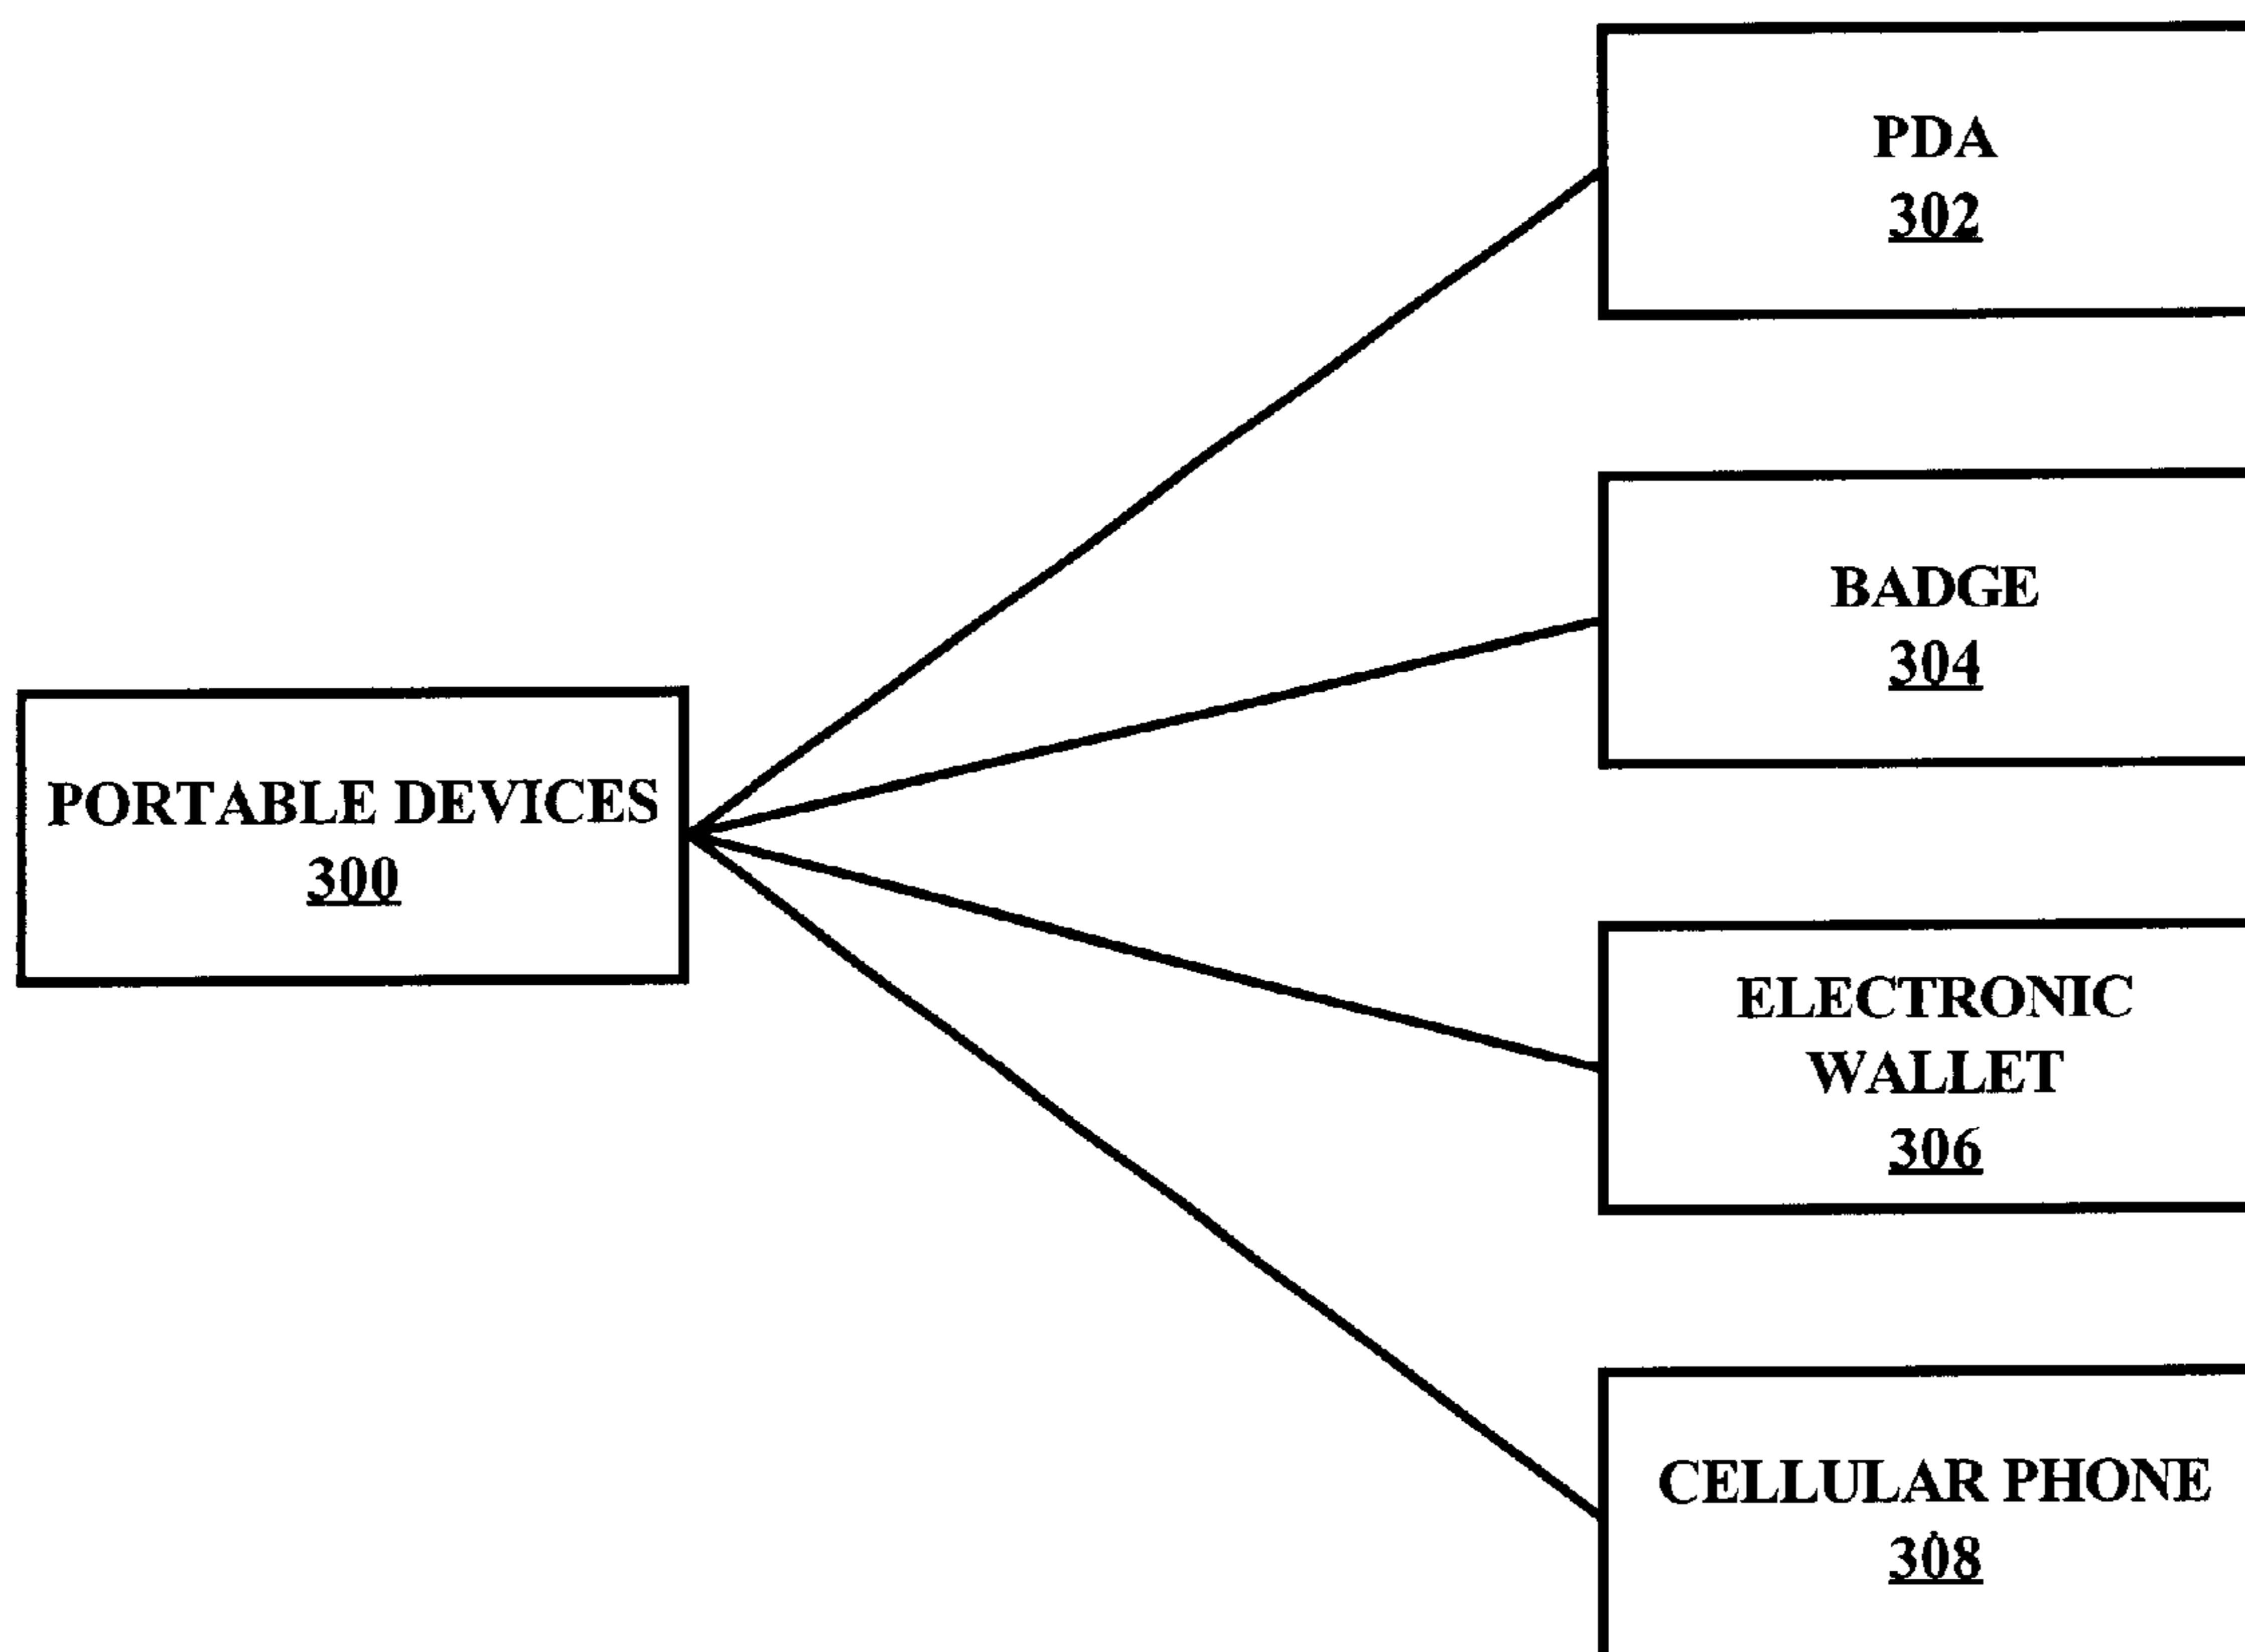 PDA
302
BADGE
304
PORTABLE DEVICES
300
ELECTRONIC
WALLET
306
CELLULAR PHONE
308